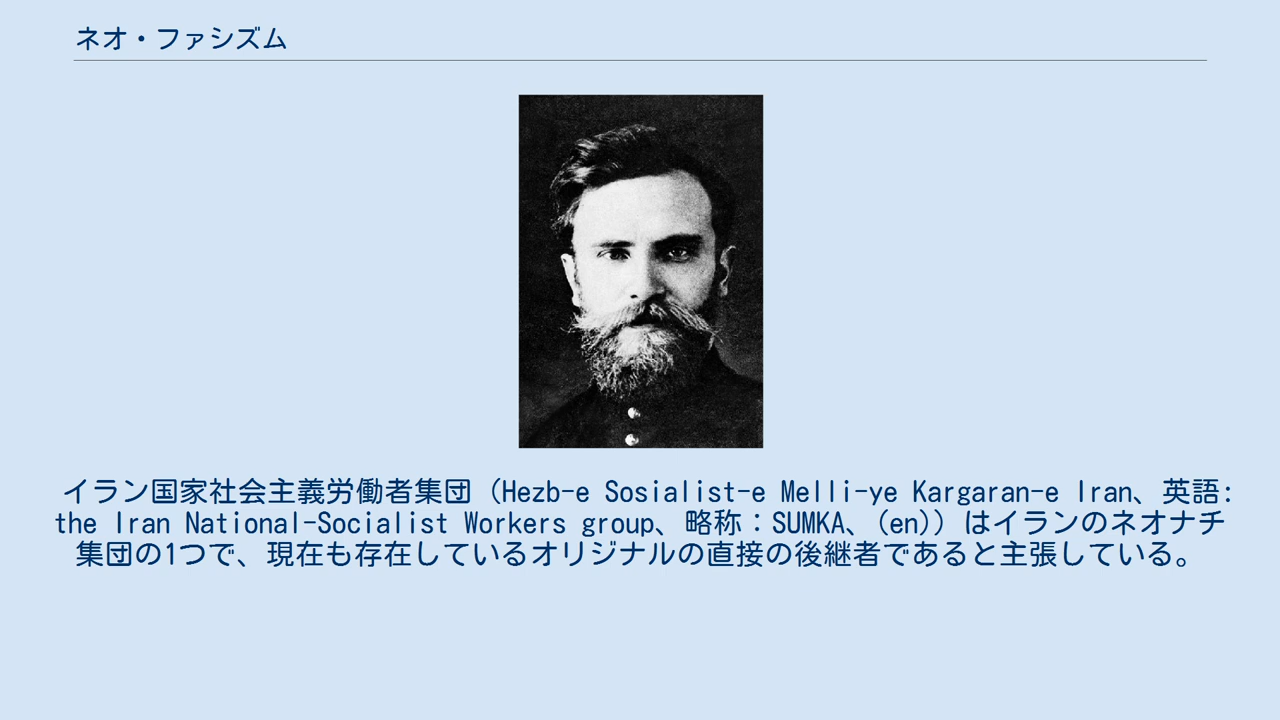 ネオ・ファシズム
イラン国家社会主義労働者集団（Hezb-e Sosialist-e Melli-ye Kargaran-e Iran、英語:
the Iran National-Socialist Workers group、略称：SUMKA、（en））はイランのネオナチ
集団の1つで、現在も存在しているオリジナルの直接の後継者であると主張している。